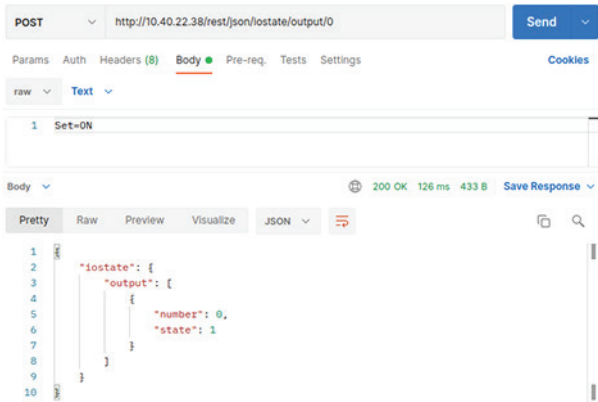 POST http://10.40.22.38/rest/json/iostate/output/0 Send
Params Auth Headers (8) Body Pre-req. Tests Settings Cookies
raw Text
1 Set=ON
Body 200 OK 126 ms 433 B Save Response
Pretty Raw Preview Visualize JSON
1 {
2 "iostate": {
3 "output": [
4 {
5 "number": 0,
6 "state": 1
7 }
8 ]
9 }
10 }